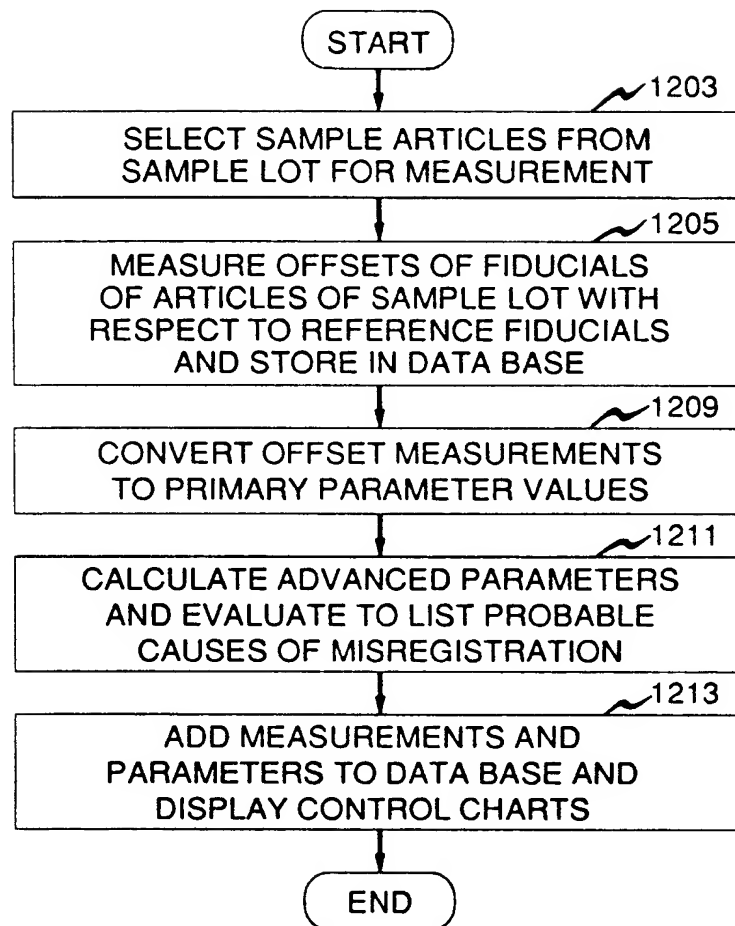 START
1203
SELECT SAMPLE ARTICLES FROM
SAMPLE LOT FOR MEASUREMENT
1205
MEASURE OFFSETS OF FIDUCIALS
OF ARTICLES OF SAMPLE LOT WITH
RESPECT TO REFERENCE FIDUCIALS
AND STORE IN DATA BASE
1209
CONVERT OFFSET MEASUREMENTS
TO PRIMARY PARAMETER VALUES
1211
CALCULATE ADVANCED PARAMETERS
AND EVALUATE TO LIST PROBABLE
CAUSES OF MISREGISTRATION
1213
ADD MEASUREMENTS AND
PARAMETERS TO DATA BASE AND
DISPLAY CONTROL CHARTS
END